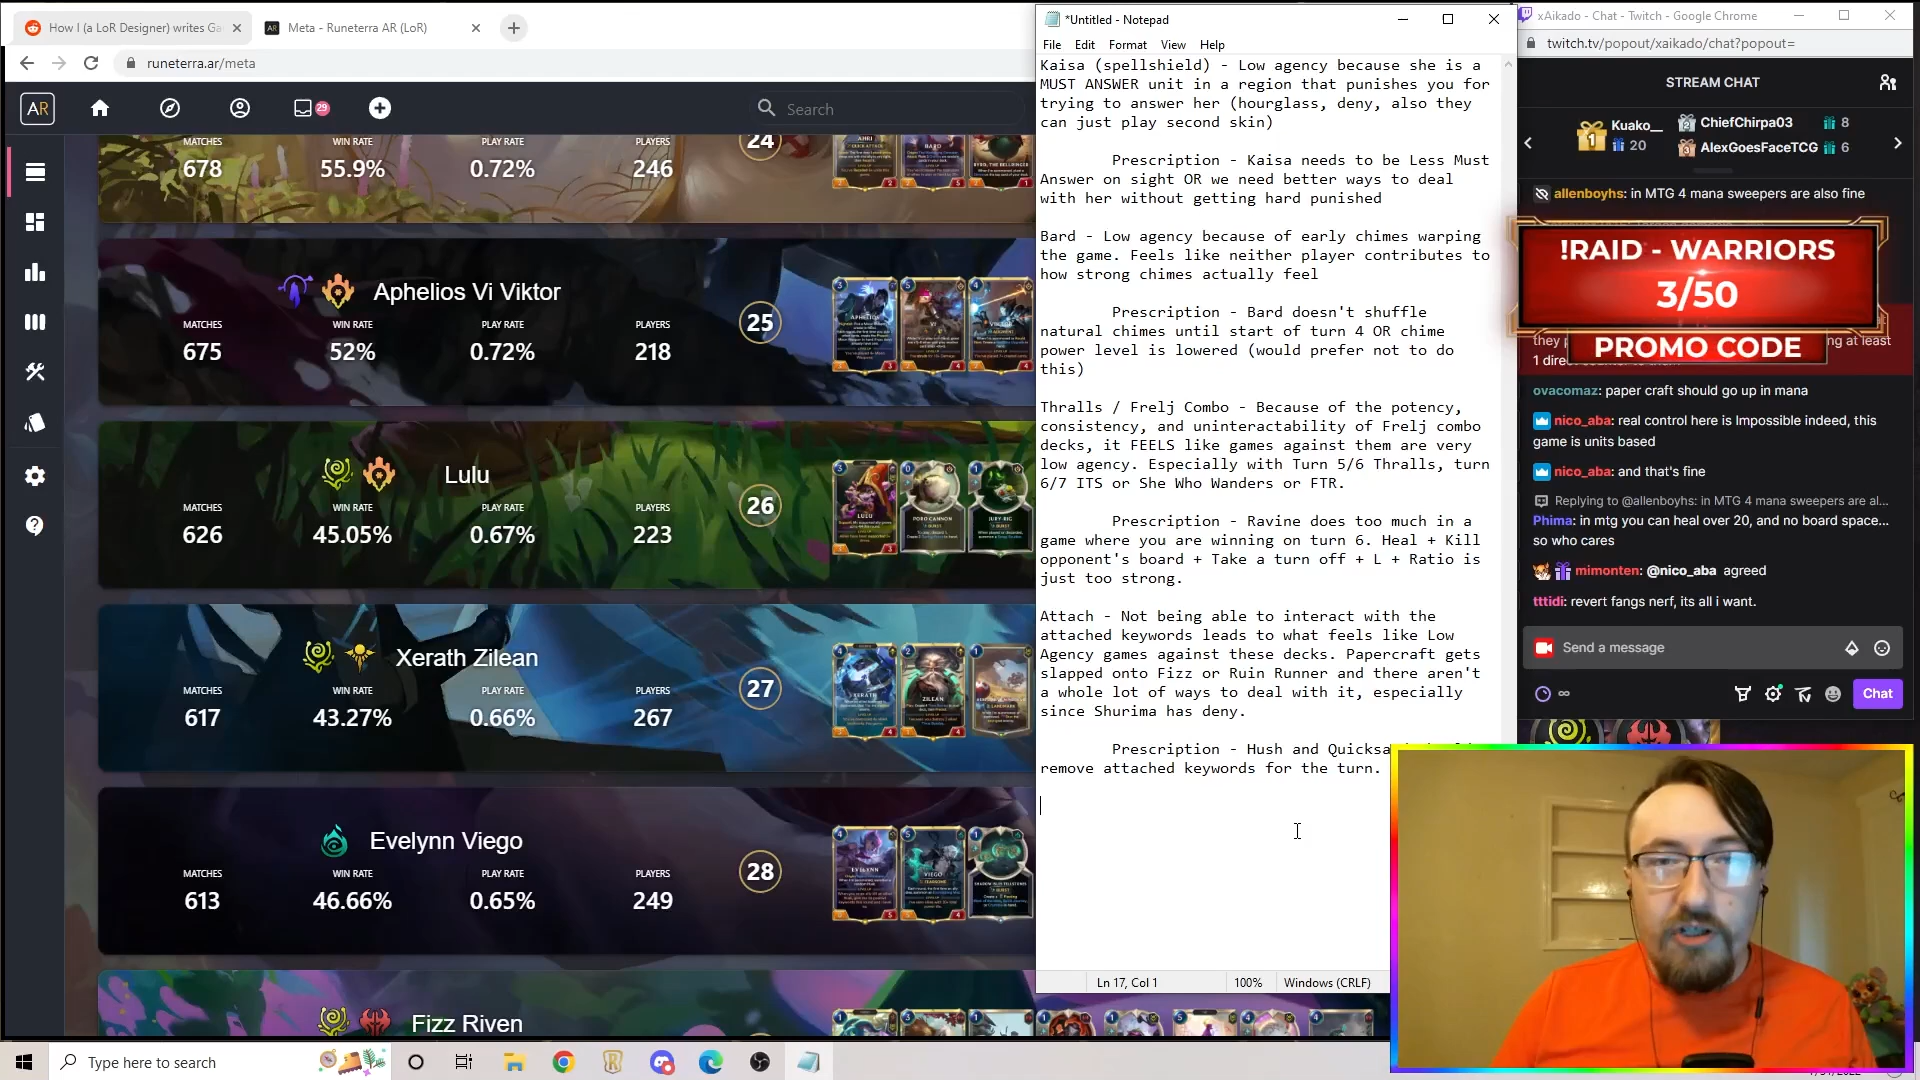 How I (a LoR Designer) writes Ga
Meta - Runeterra AR (LoR)
runeterra.ar/meta
AR
29
Search
MATCHES
WIN RATE
PLAY RATE
PLAYERS
678
55.9%
0.72%
246
24
Aphelios Vi Viktor
MATCHES
WIN RATE
PLAY RATE
PLAYERS
675
52%
0.72%
218
25
Lulu
MATCHES
WIN RATE
PLAY RATE
PLAYERS
626
45.05%
0.67%
223
26
Xerath Zilean
MATCHES
WIN RATE
PLAY RATE
PLAYERS
617
43.27%
0.66%
267
27
Evelynn Viego
MATCHES
WIN RATE
PLAY RATE
PLAYERS
613
46.66%
0.65%
249
28
Fizz Riven
*Untitled - Notepad
File Edit Format View Help
Kaisa (spellshield) - Low agency because she is a
MUST ANSWER unit in a region that punishes you for
trying to answer her (hourglass, deny, also they
can just play second skin)
Prescription - Kaisa needs to be Less Must
Answer on sight OR we need better ways to deal
with her without getting hard punished
Bard - Low agency because of early chimes warping
the game. Feels like neither player contributes to
how strong chimes actually feel
Prescription - Bard doesn't shuffle
natural chimes until start of turn 4 OR chime
power level is lowered (would prefer not to do
this)
Thralls / Frelj Combo - Because of the potency,
consistency, and uninteractability of Frelj combo
decks, it FEELS like games against them are very
low agency. Especially with Turn 5/6 Thralls, turn
6/7 ITS or She Who Wanders or FTR.
Prescription - Ravine does too much in a
game where you are winning on turn 6. Heal + Kill
opponent's board + Take a turn off + L + Ratio is
just too strong.
Attach - Not being able to interact with the
attached keywords leads to what feels like Low
Agency games against these decks. Papercraft gets
slapped onto Fizz or Ruin Runner and there aren't
a whole lot of ways to deal with it, especially
since Shurima has deny.
Prescription - Hush and Quicksa
remove attached keywords for the turn.
Ln 17, Col 1
100%
Windows (CRLF)
xAikado - Chat - Twitch - Google Chrome
twitch.tv/popout/xaikado/chat?popout=
STREAM CHAT
1 Kuako__ 20
2 ChiefChirpa03 8
3 AlexGoesFaceTCG 6
allenboyhs: in MTG 4 mana sweepers are also fine
!RAID - WARRIORS
3/50
PROMO CODE
they p
ng at least
1 direc
ovacomaz: paper craft should go up in mana
nico_aba: real control here is Impossible indeed, this
game is units based
nico_aba: and that's fine
Replying to @allenboyhs: in MTG 4 mana sweepers are al...
Phima: in mtg you can heal over 20, and no board space...
so who cares
mimonten: @nico_aba agreed
tttidi: revert fangs nerf, its all i want.
Send a message
∞
Chat
Type here to search